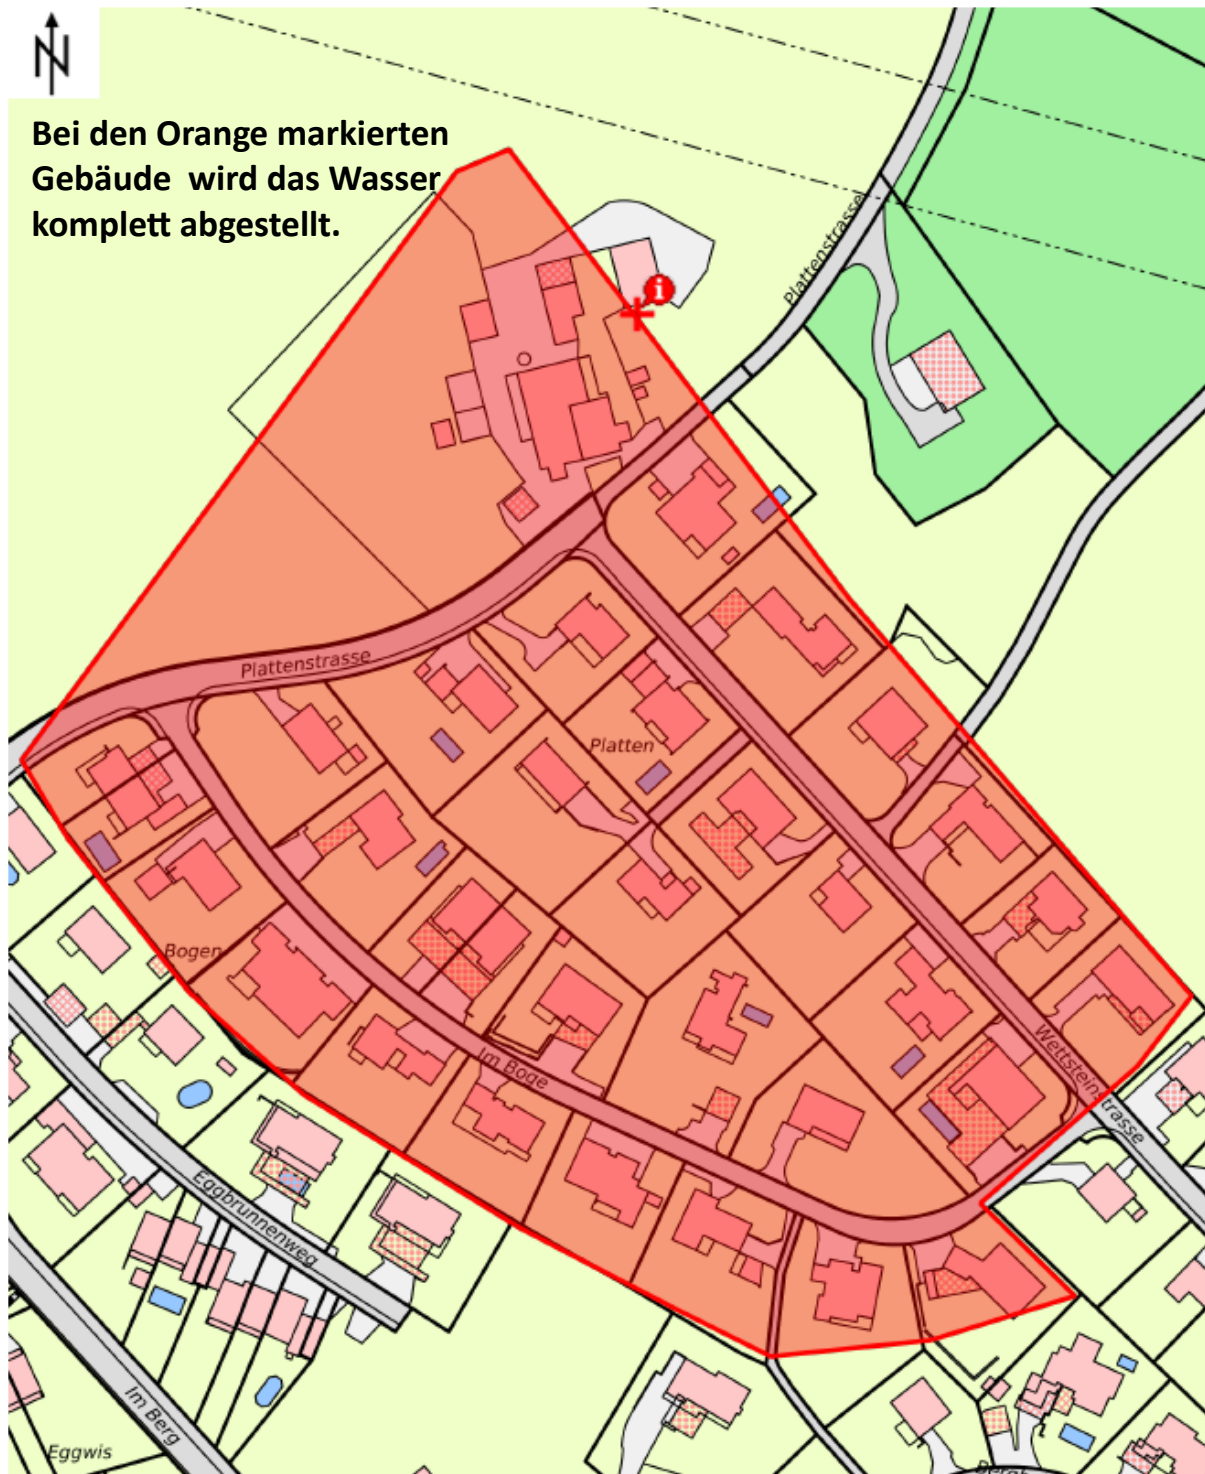 N
Bei den Orange markierten
Gebäude wird das Wasser
komplett abgestellt.
Plattenstrasse
i
Plattenstrasse
Platten
Bogen
Im Boge
Wettsteinstrasse
Eggbrunnenweg
Im Berg
Eggwis